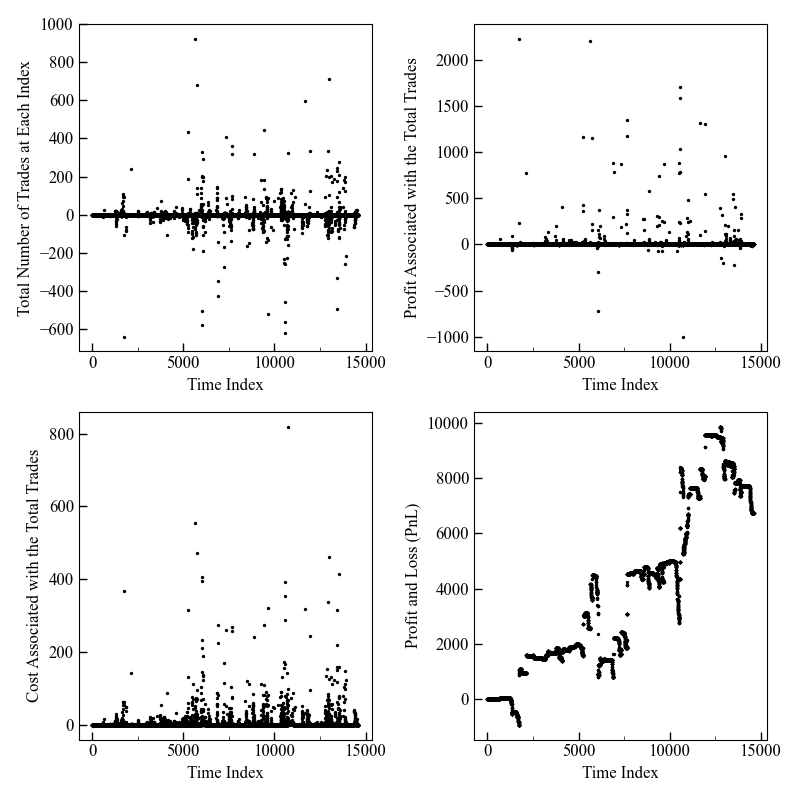 1000
800
600
400
200
0
−200
−400
−600
Total Number of Trades at Each Index
0 5000 10000 15000
Time Index
2000
1500
1000
500
0
−500
−1000
Profit Associated with the Total Trades
0 5000 10000 15000
Time Index
800
600
400
200
0
Cost Associated with the Total Trades
0 5000 10000 15000
Time Index
10000
8000
6000
4000
2000
0
Profit and Loss (PnL)
0 5000 10000 15000
Time Index